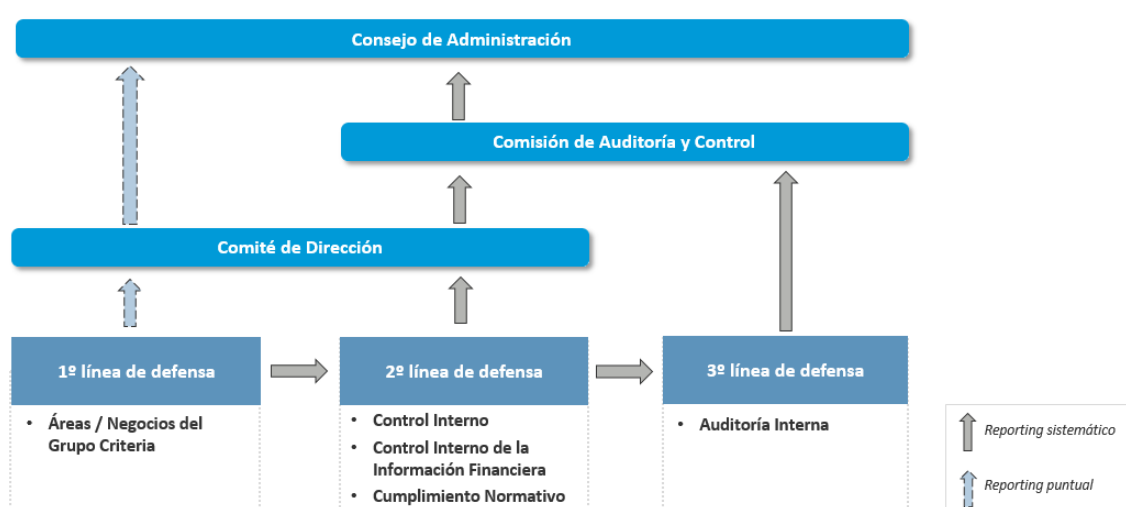 Consejo de Administración
Comisión de Auditoría y Control
Comité de Dirección
1º línea de defensa
2º línea de defensa
3º línea de defensa
• Áreas / Negocios del
Grupo Criteria
• Control Interno
• Control Interno de la
Información Financiera
• Cumplimiento Normativo
• Auditoría Interna
Reporting sistemático
Reporting puntual